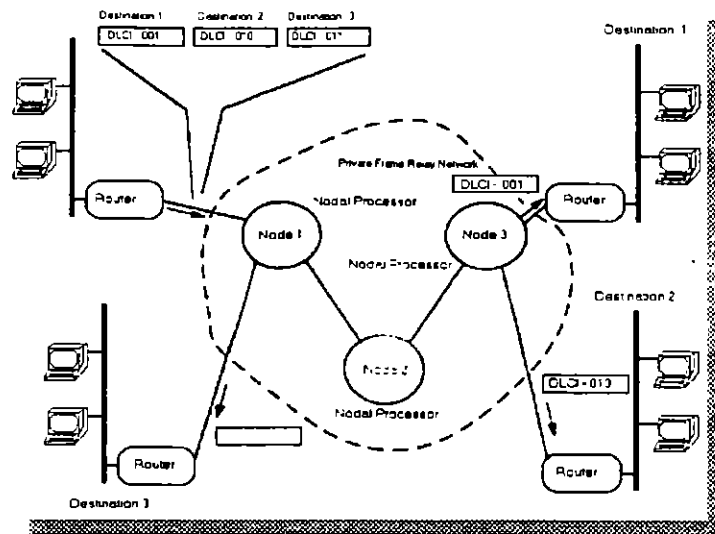 Destination 1 Destination 2 Destination 3
DLCI - 001 DLCI - 010 DLCI - 011
Destination 1
Private Frame Relay Network
DLCI - 001
Router
Nodal Processor
Router
Node 1
Node 3
Nodal Processor
Destination 2
Node 2
DLCI - 010
Nodal Processor
Router
Router
Destination 3